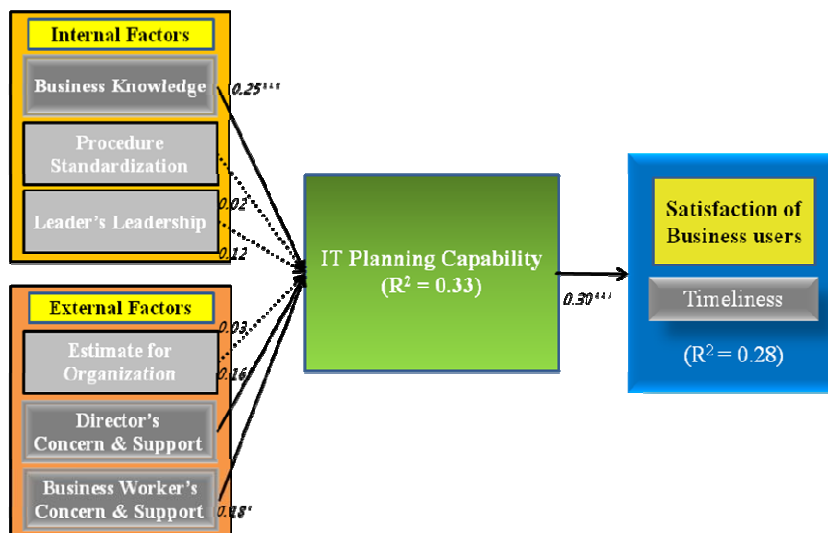 Internal Factors
Business Knowledge
0.25***
Procedure
Standardization
0.02
Leader's Leadership
0.12
External Factors
0.03
Estimate for
Organization
0.16
Director's
Concern & Support
Business Worker's
Concern & Support
IT Planning Capability
(R² = 0.33)
0.30***
Satisfaction of
Business users
Timeliness
(R² = 0.28)